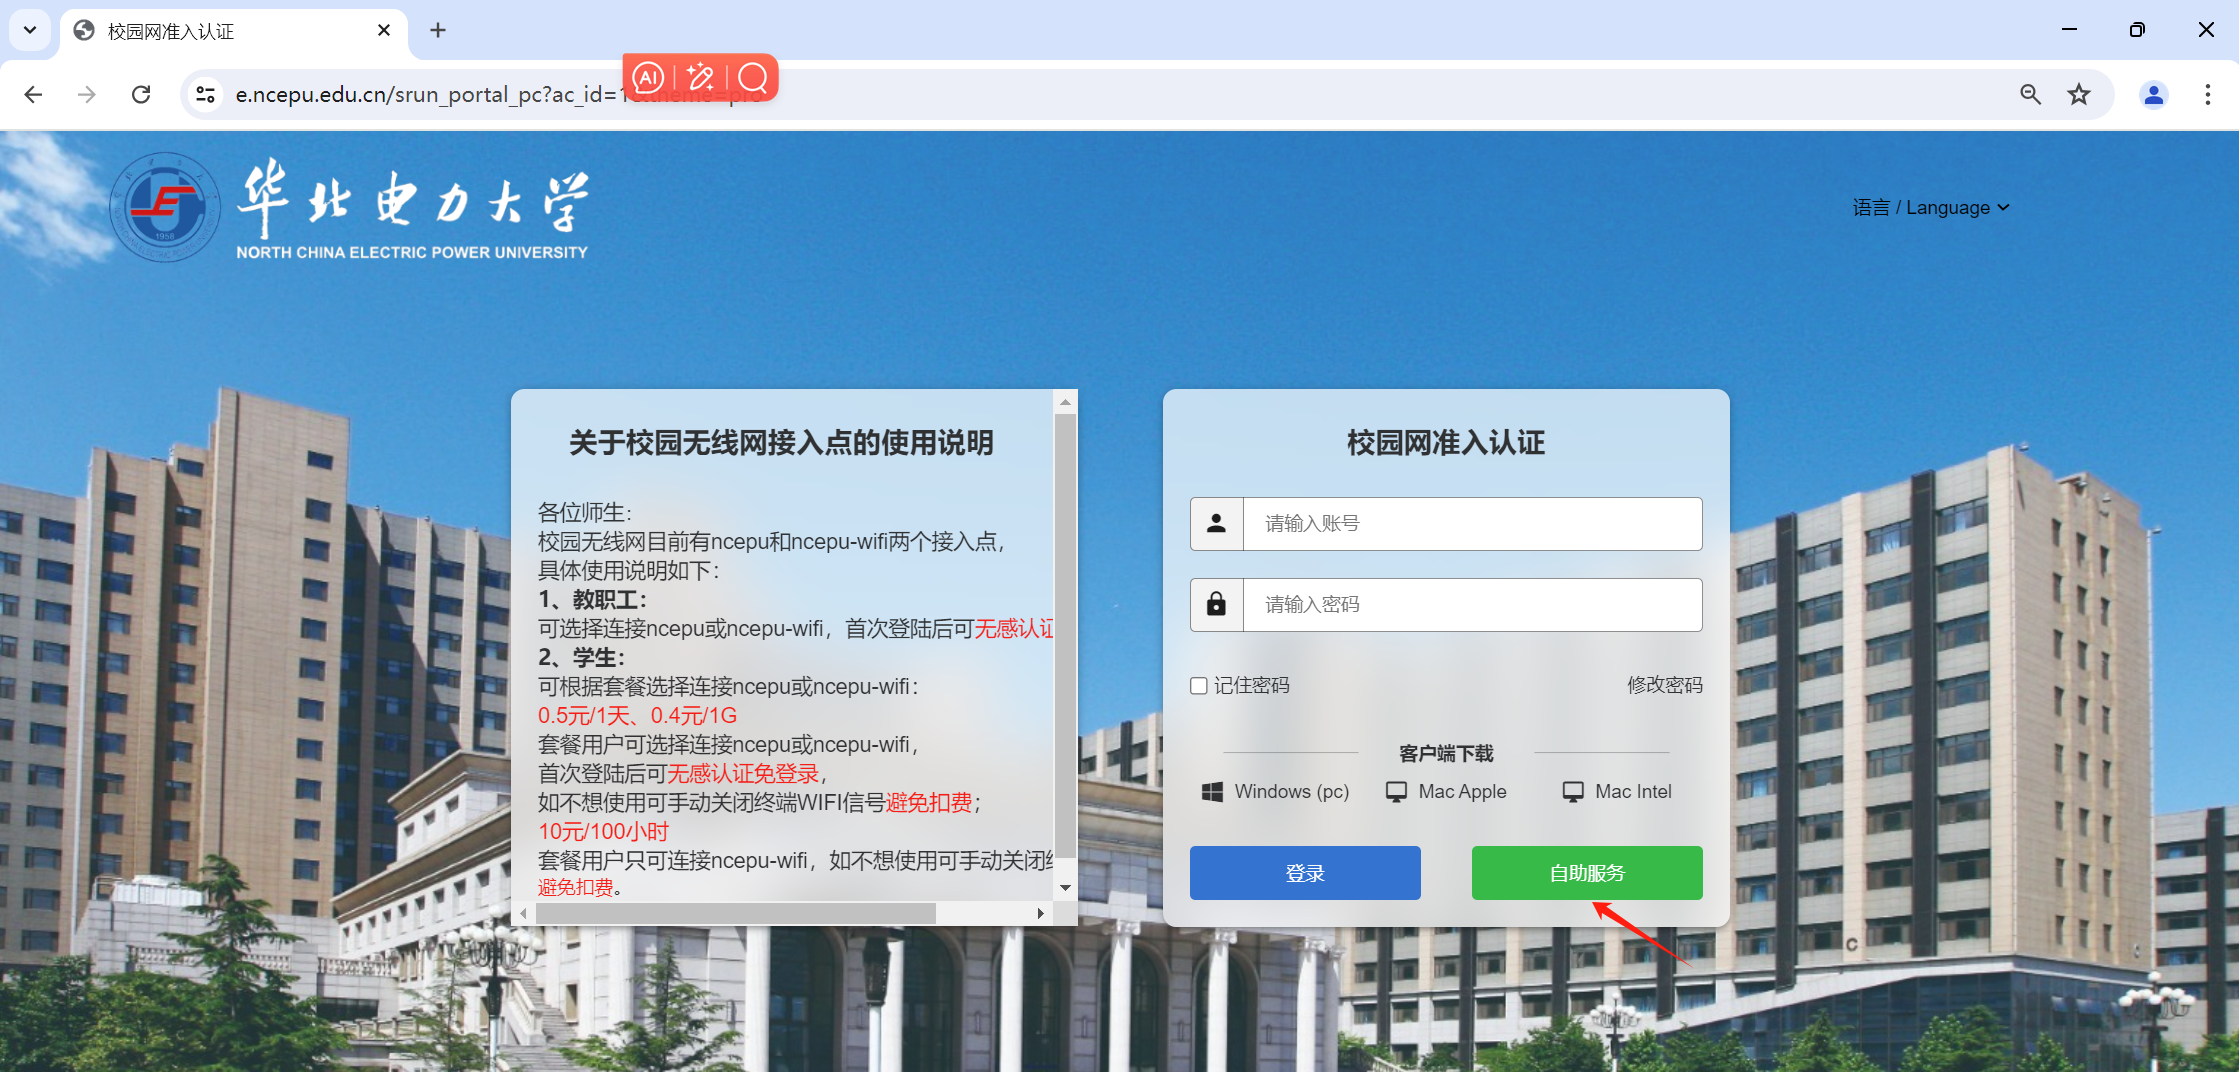 校园网准入认证
e.ncepu.edu.cn/srun_portal_pc?ac_id=1
AI
华北电力大学
NORTH CHINA ELECTRIC POWER UNIVERSITY
1958
语言 / Language
关于校园无线网接入点的使用说明
各位师生：
校园无线网目前有ncepu和ncepu-wifi两个接入点，
具体使用说明如下：
1、教职工：
可选择连接ncepu或ncepu-wifi，首次登陆后可无感认证
2、学生：
可根据套餐选择连接ncepu或ncepu-wifi：
0.5元/1天、0.4元/1G
套餐用户可选择连接ncepu或ncepu-wifi，
首次登陆后可无感认证免登录，
如不想使用可手动关闭终端WIFI信号避免扣费；
10元/100小时
套餐用户只可连接ncepu-wifi，如不想使用可手动关闭
避免扣费。
校园网准入认证
请输入账号
请输入密码
记住密码
修改密码
客户端下载
Windows (pc)
Mac Apple
Mac Intel
登录
自助服务